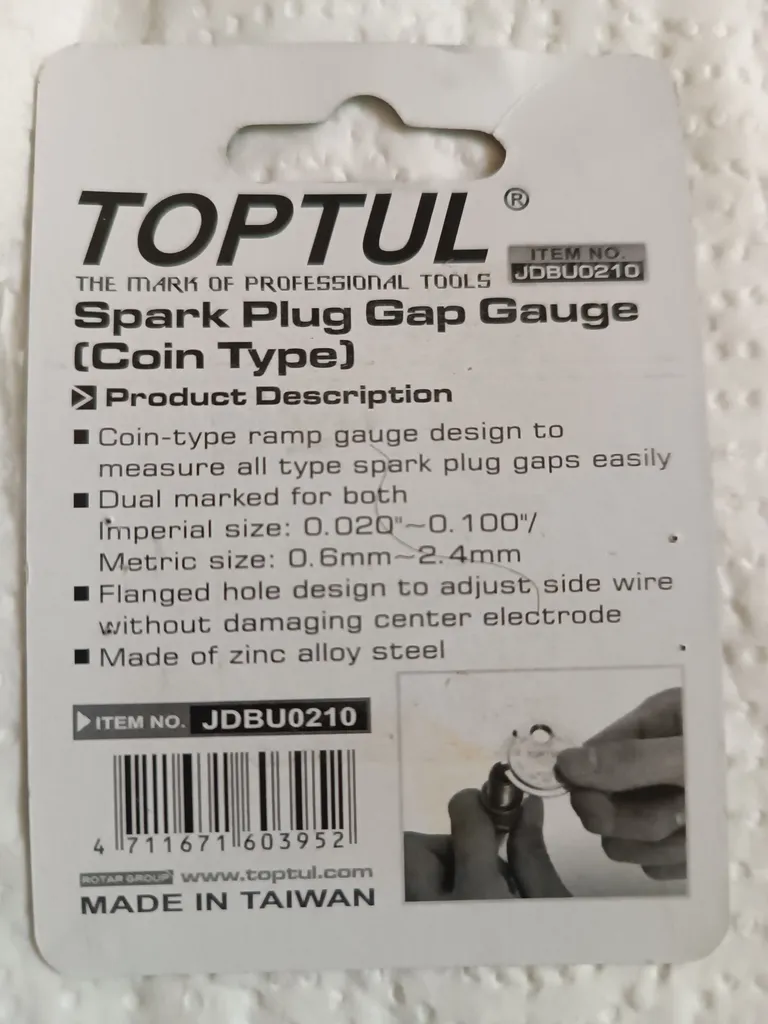 TOPTUL®
THE MARK OF PROFESSIONAL TOOLS
ITEM NO.
JDBU0210
Spark Plug Gap Gauge
(Coin Type)
Product Description
■ Coin-type ramp gauge design to
measure all type spark plug gaps easily
■ Dual marked for both
Imperial size: 0.020"~0.100"/
Metric size: 0.6mm~2.4mm
■ Flanged hole design to adjust side wire
without damaging center electrode
■ Made of zinc alloy steel
ITEM NO. JDBU0210
4 711671 603952
ROTAR GROUP www.toptul.com
MADE IN TAIWAN